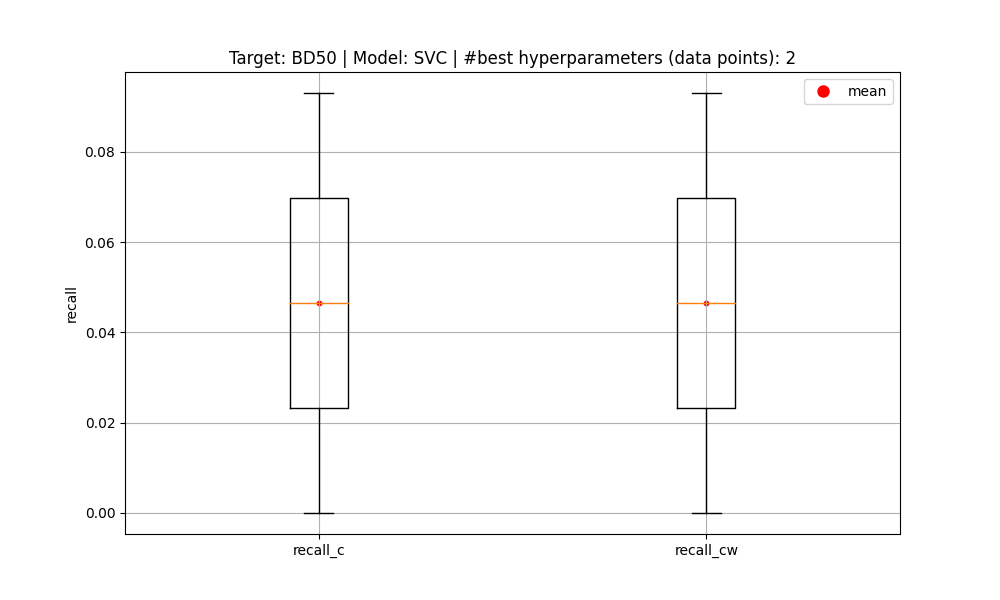 Target: BD50 | Model: SVC | #best hyperparameters (data points): 2
mean
0.08
0.06
0.04
0.02
0.00
recall
recall_c
recall_cw